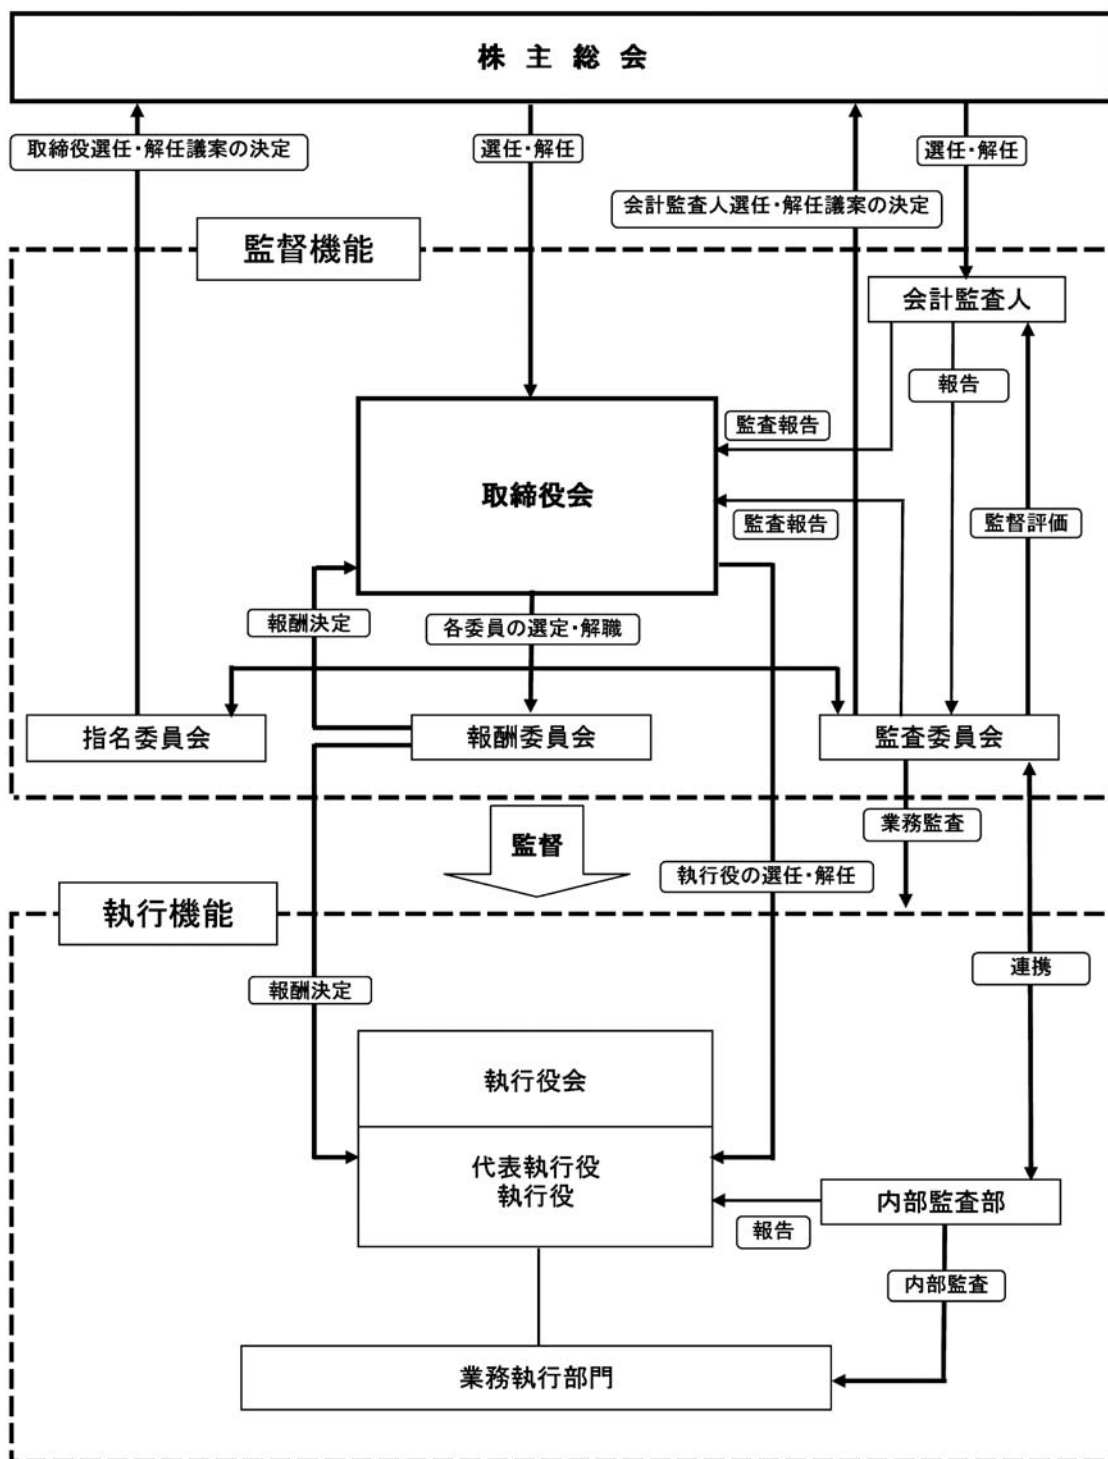 株主総会
取締役選任・解任議案の決定
選任・解任
選任・解任
会計監査人選任・解任議案の決定
監督機能
会計監査人
報告
監査報告
取締役会
監査報告
監督評価
報酬決定
各委員の選定・解職
指名委員会
報酬委員会
監査委員会
業務監査
監督
執行役の選任・解任
執行機能
連携
報酬決定
執行役会
代表執行役
執行役
内部監査部
報告
内部監査
業務執行部門